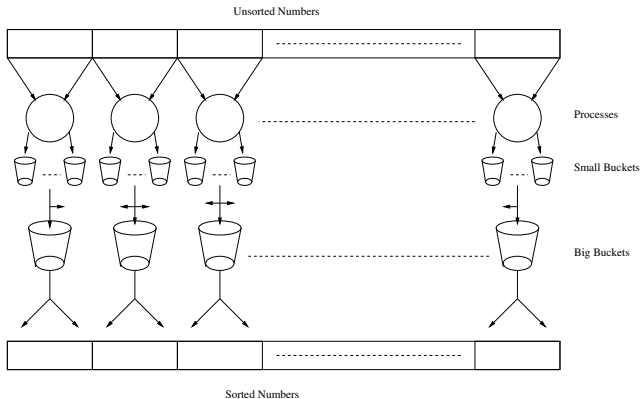 Unsorted Numbers
Processes
Small Buckets
Big Buckets
Sorted Numbers